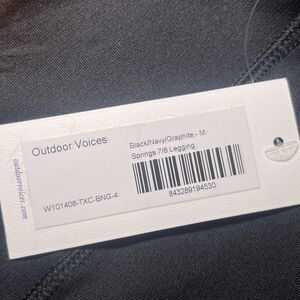 outdoorvoices.com
Outdoor Voices
Black/Navy/Graphite - M
Springs 7/8 Legging
W101408-TXC-BNG-4
843289194530